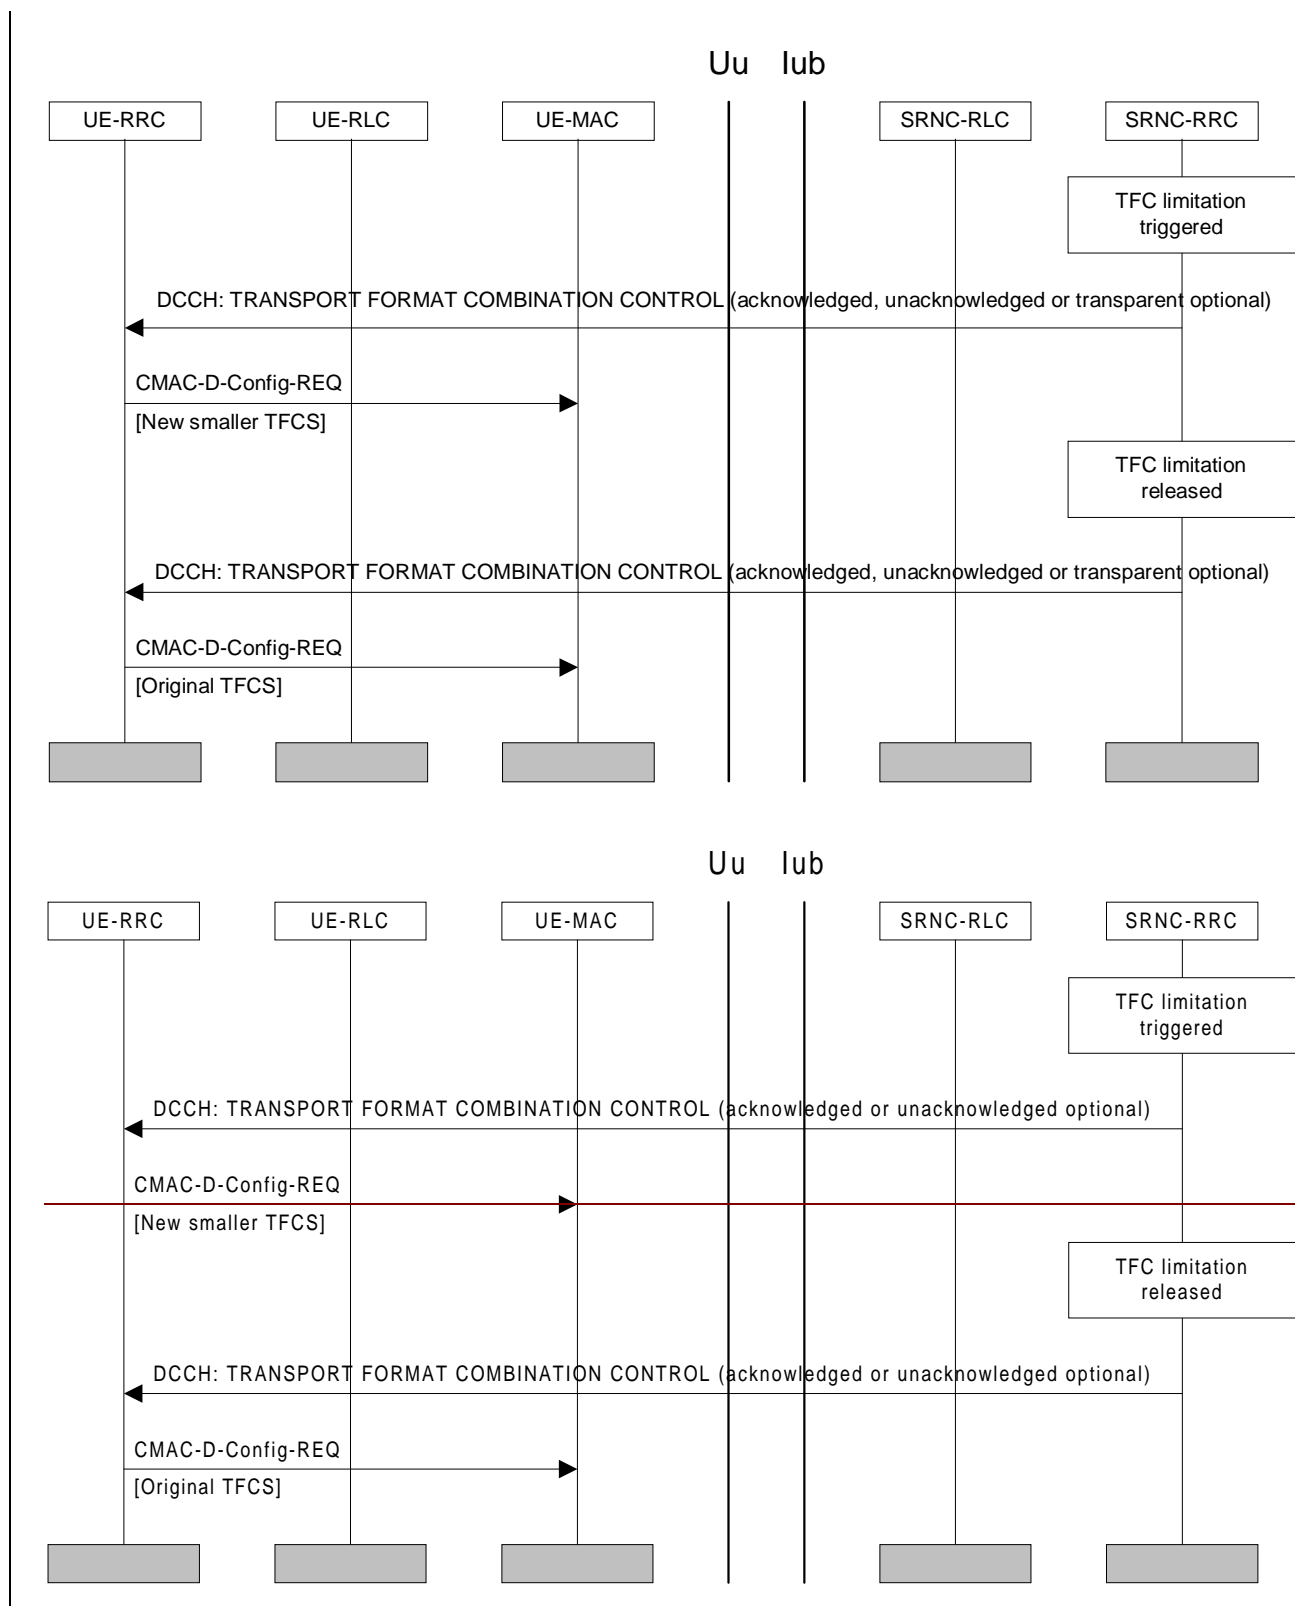 Uu Iub
UE-RRC UE-RLC UE-MAC SRNC-RLC SRNC-RRC
TFC limitation
triggered
DCCH: TRANSPORT FORMAT COMBINATION CONTROL (acknowledged, unacknowledged or transparent optional)
CMAC-D-Config-REQ
[New smaller TFCS]
TFC limitation
released
DCCH: TRANSPORT FORMAT COMBINATION CONTROL (acknowledged, unacknowledged or transparent optional)
CMAC-D-Config-REQ
[Original TFCS]
Uu Iub
UE-RRC UE-RLC UE-MAC SRNC-RLC SRNC-RRC
TFC limitation
triggered
DCCH: TRANSPORT FORMAT COMBINATION CONTROL (acknowledged or unacknowledged optional)
CMAC-D-Config-REQ
[New smaller TFCS]
TFC limitation
released
DCCH: TRANSPORT FORMAT COMBINATION CONTROL (acknowledged or unacknowledged optional)
CMAC-D-Config-REQ
[Original TFCS]